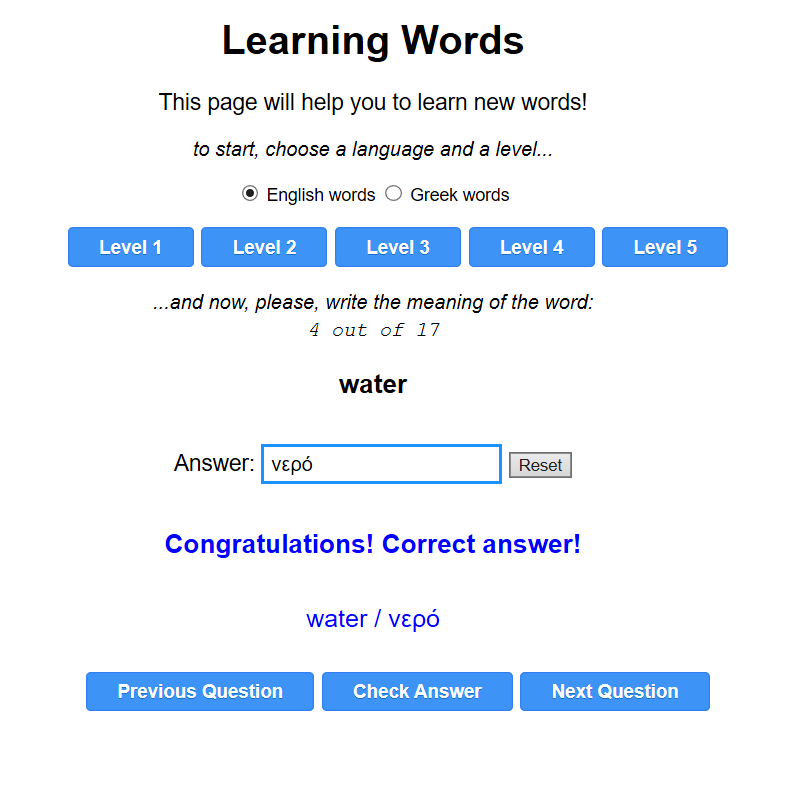 Learning Words
This page will help you to learn new words!
to start, choose a language and a level...
English words Greek words
Level 1 Level 2 Level 3 Level 4 Level 5
...and now, please, write the meaning of the word:
4 out of 17
water
Answer: νερό Reset
Congratulations! Correct answer!
water / νερό
Previous Question Check Answer Next Question